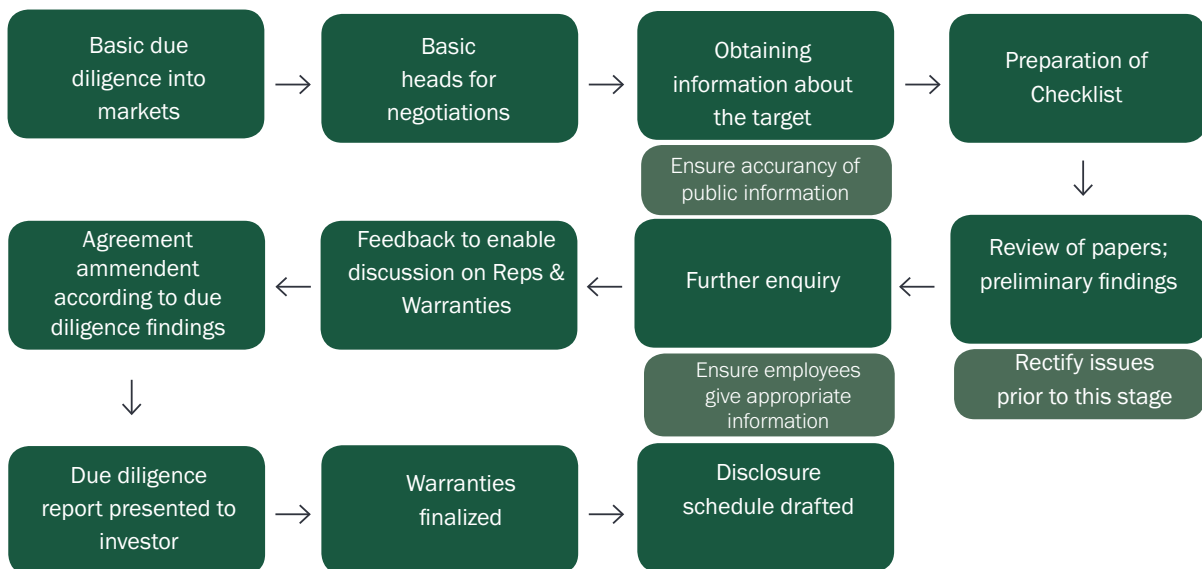 Basic due
diligence into
markets
Basic
heads for
negotiations
Obtaining
information about
the target
Preparation of
Checklist
Ensure accurancy of
public information
Agreement
ammendent
according to due
diligence findings
Feedback to enable
discussion on Reps &
Warranties
Further enquiry
Review of papers;
preliminary findings
Ensure employees
give appropriate
information
Rectify issues
prior to this stage
Due diligence
report presented to
investor
Warranties
finalized
Disclosure
schedule drafted